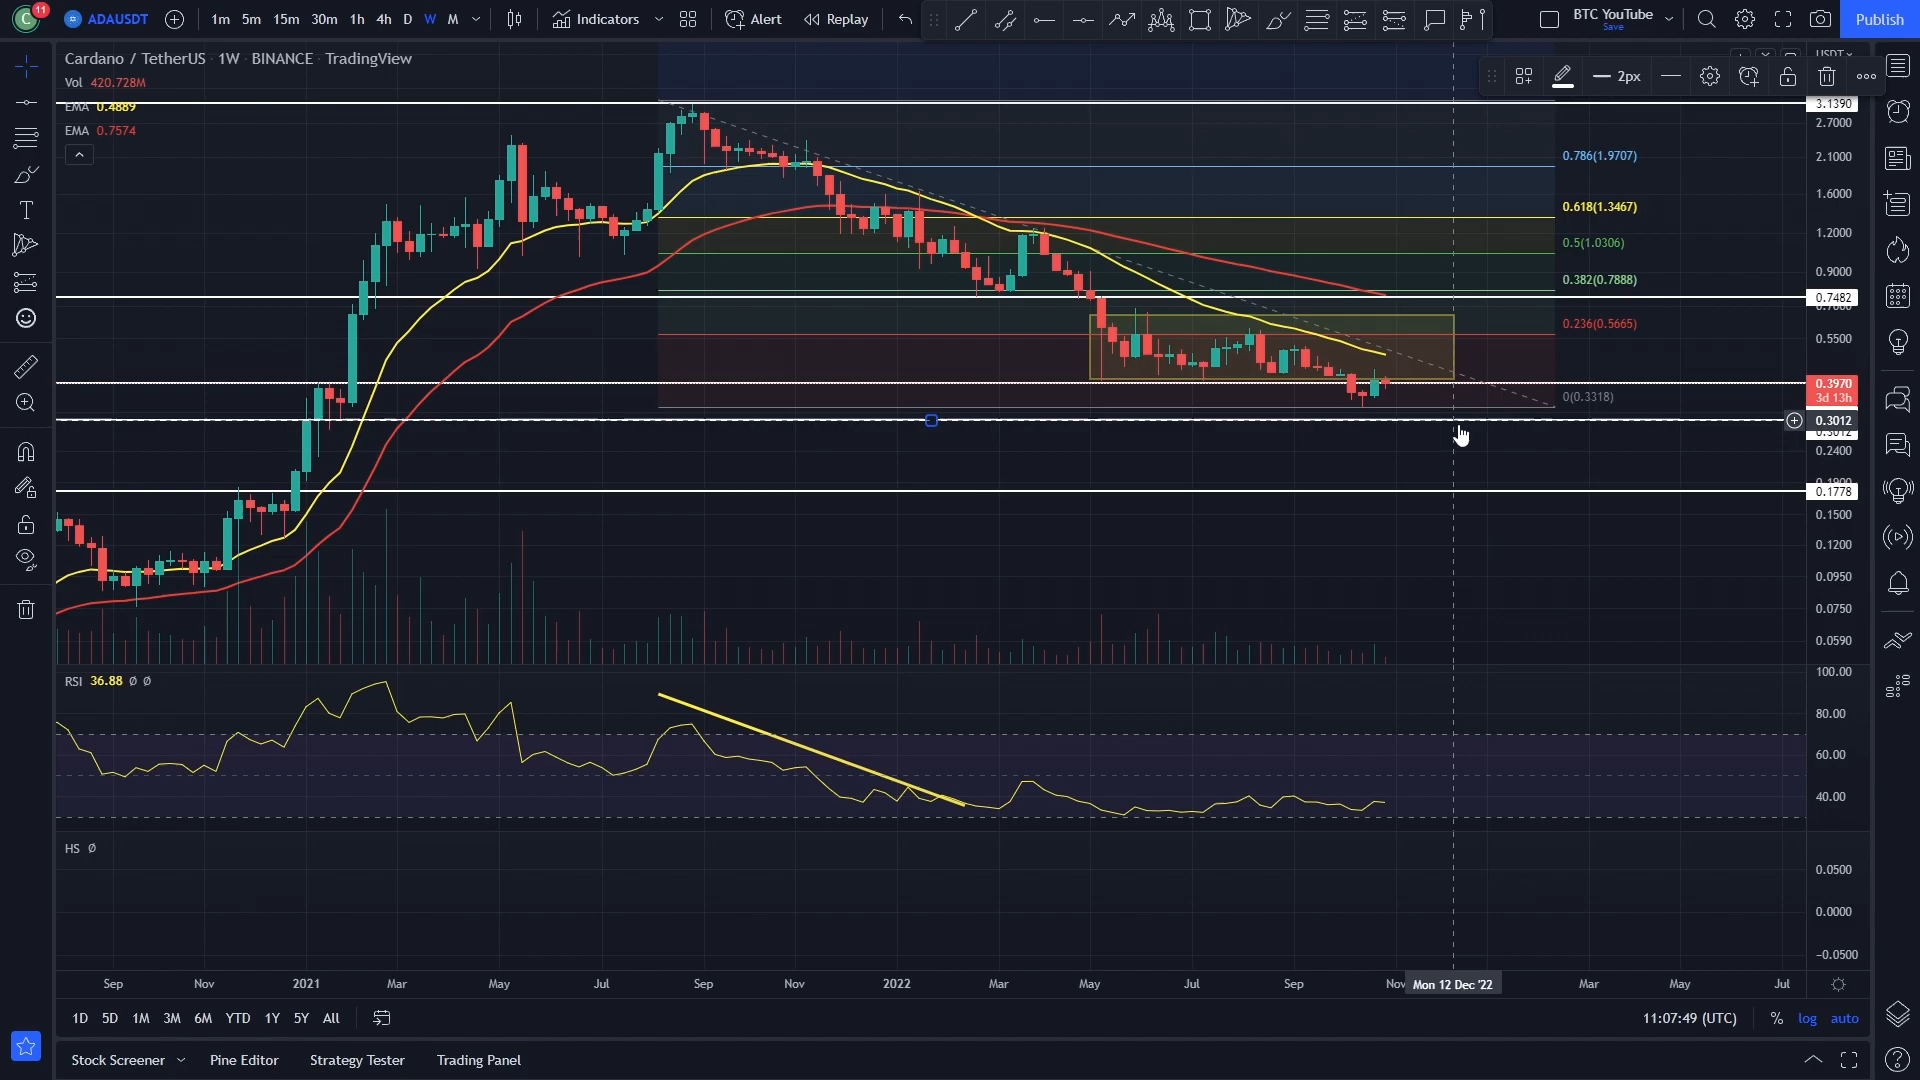 C 11 ADAUSDT 1m 5m 15m 30m 1h 4h D W M Indicators Alert Replay BTC YouTube Save Publish
Cardano / TetherUS · 1W · BINANCE · TradingView
USDT
Vol 420.728M
2px
EMA 0.4889
EMA 0.7574
3.1390
2.7000
2.1000
1.6000
1.2000
0.9000
0.7482
0.5500
0.3970
3d 13h
0.3012
0.2400
0.1778
0.1500
0.1200
0.0950
0.0750
0.0590
0.786(1.9707)
0.618(1.3467)
0.5(1.0306)
0.382(0.7888)
0.236(0.5665)
0(0.3318)
RSI 36.88 Ø Ø
100.00
80.00
60.00
40.00
HS Ø
0.0500
0.0000
−0.0500
Sep Nov 2021 Mar May Jul Sep Nov 2022 Mar May Jul Sep Nov Mon 12 Dec '22 Mar May Jul
1D 5D 1M 3M 6M YTD 1Y 5Y All 11:07:49 (UTC) % log auto
Stock Screener Pine Editor Strategy Tester Trading Panel